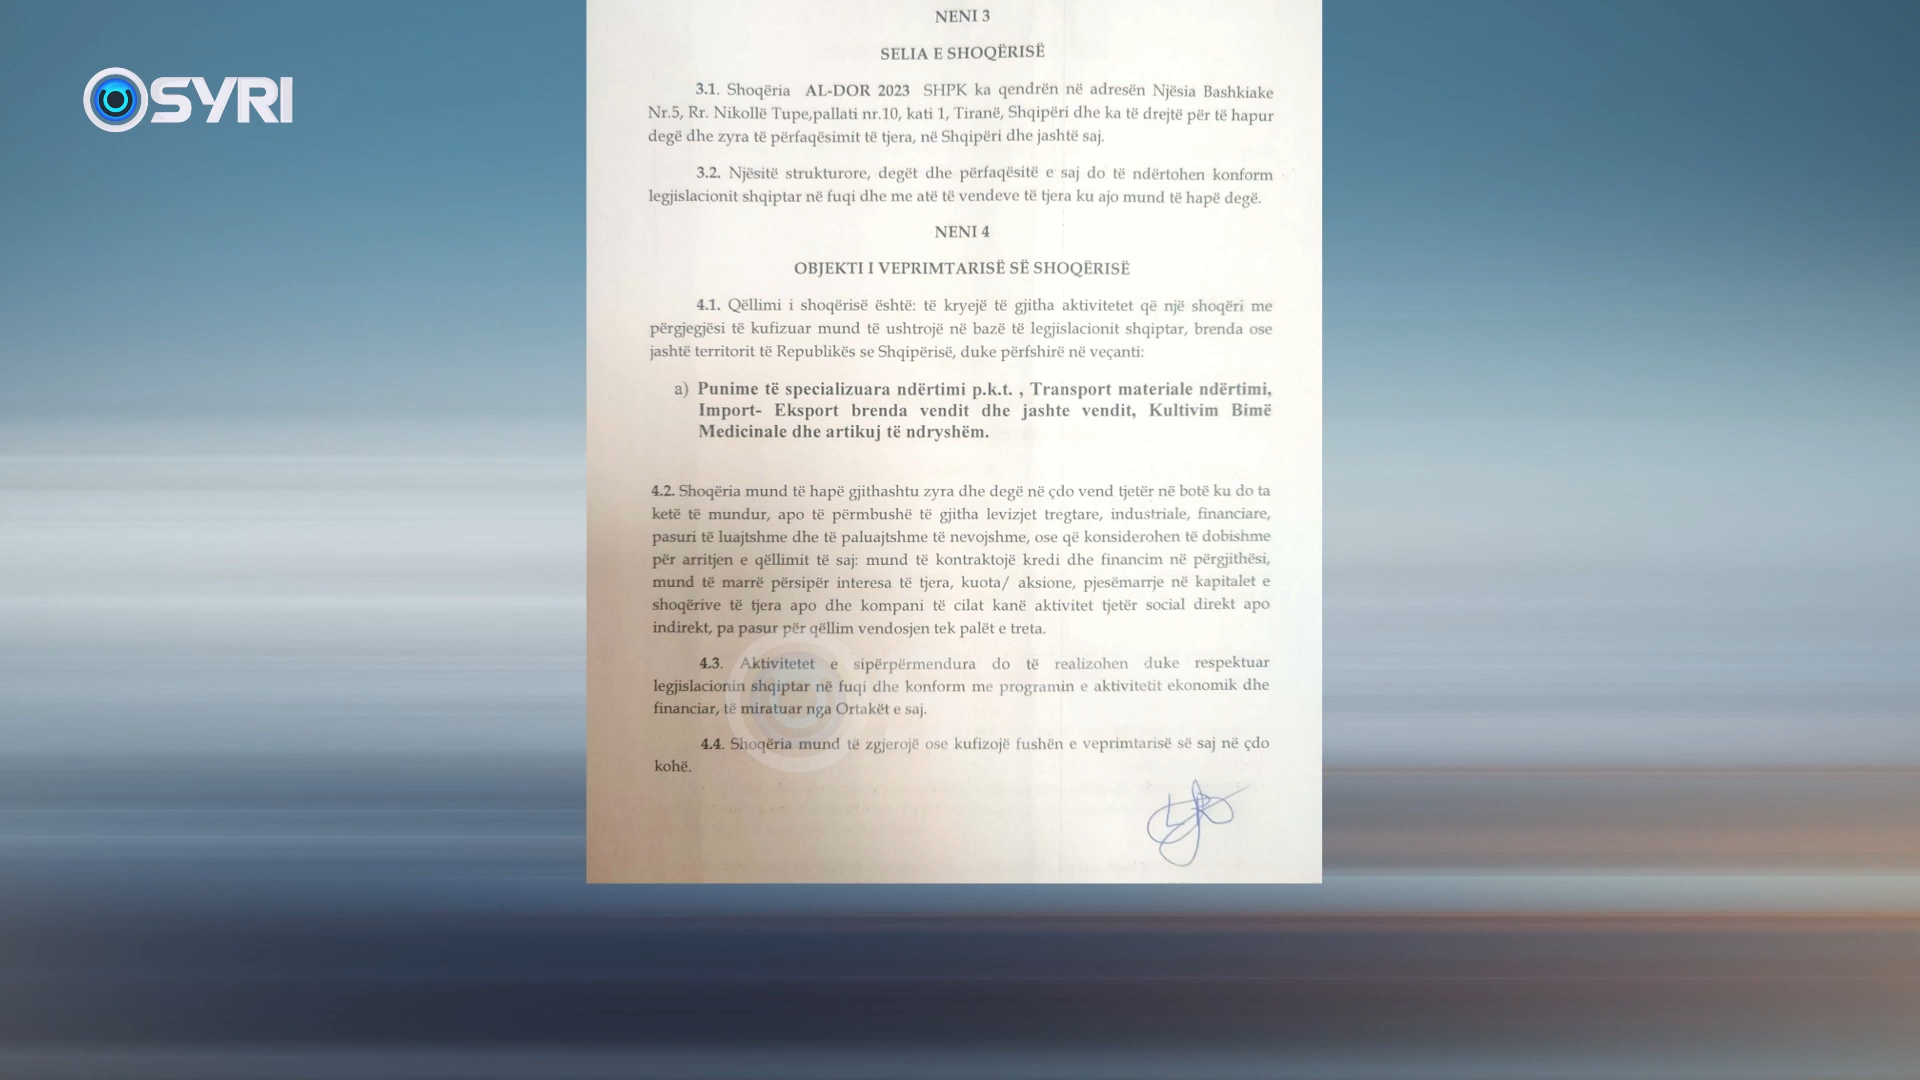 SYRI
NENI 3
SELIA E SHOQËRISË
3.1. Shoqëria AL-DOR 2023 SHPK ka qendrën në adresën Njësia Bashkiake
Nr.5, Rr. Nikollë Tupe,pallati nr.10, kati 1, Tiranë, Shqipëri dhe ka të drejtë për të hapur
degë dhe zyra të përfaqësimit të tjera, në Shqipëri dhe jashtë saj.
3.2. Njësitë strukturore, degët dhe përfaqësitë e saj do të ndërtohen konform
legjislacionit shqiptar në fuqi dhe me atë të vendeve të tjera ku ajo mund të hapë degë.
NENI 4
OBJEKTI I VEPRIMTARISË SË SHOQËRISË
4.1. Qëllimi i shoqërisë është: të kryejë të gjitha aktivitetet që një shoqëri me
përgjegjësi të kufizuar mund të ushtrojë në bazë të legjislacionit shqiptar, brenda ose
jashtë territorit të Republikës se Shqipërisë, duke përfshirë në veçanti:
a) Punime të specializuara ndërtimi p.k.t. , Transport materiale ndërtimi,
Import- Eksport brenda vendit dhe jashte vendit, Kultivim Bimë
Medicinale dhe artikuj të ndryshëm.
4.2. Shoqëria mund të hapë gjithashtu zyra dhe degë në çdo vend tjetër në botë ku do ta
ketë të mundur, apo të përmbushë të gjitha levizjet tregtare, industriale, financiare,
pasuri të luajtshme dhe të paluajtshme të nevojshme, ose që konsiderohen të dobishme
për arritjen e qëllimit të saj: mund të kontraktojë kredi dhe financim në përgjithësi,
mund të marrë përsipër interesa të tjera, kuota/ aksione, pjesëmarrje në kapitalet e
shoqërive të tjera apo dhe kompani të cilat kanë aktivitet tjetër social direkt apo
indirekt, pa pasur për qëllim vendosjen tek palët e treta.
4.3. Aktivitetet e sipërpërmendura do të realizohen duke respektuar
legjislacionin shqiptar në fuqi dhe konform me programin e aktivitetit ekonomik dhe
financiar, të miratuar nga Ortakët e saj.
4.4. Shoqëria mund të zgjerojë ose kufizojë fushën e veprimtarisë së saj në çdo
kohë.